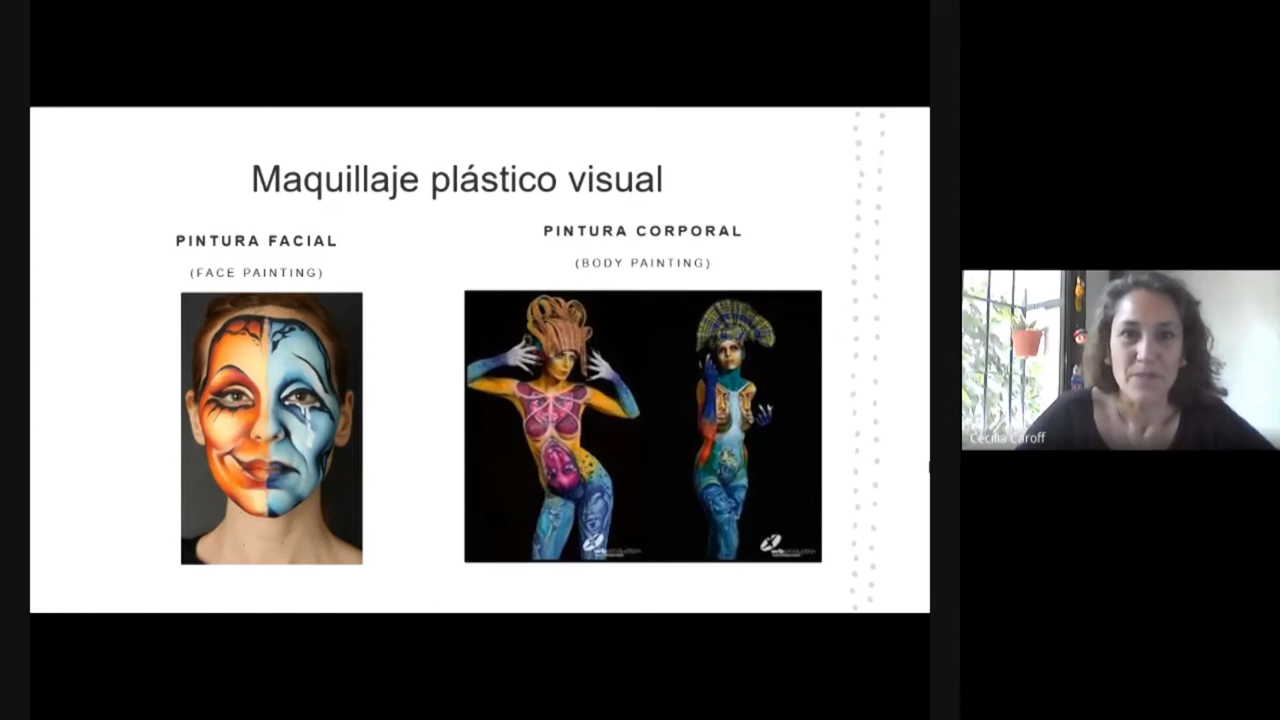 Maquillaje plástico visual
PINTURA FACIAL
(FACE PAINTING)
PINTURA CORPORAL
(BODY PAINTING)
Cecilia Caroff